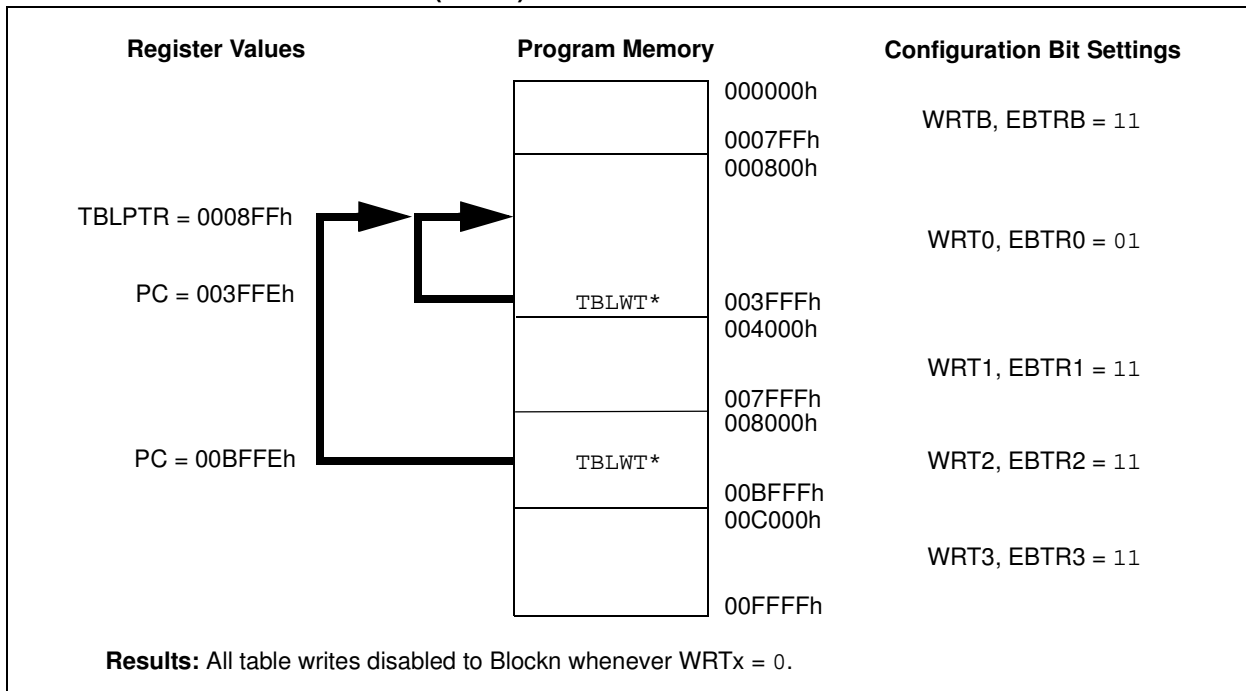 Register Values Program Memory Configuration Bit Settings
000000h
WRTB, EBTRB = 11
0007FFh
000800h
TBLPTR = 0008FFh
WRT0, EBTR0 = 01
PC = 003FFEh TBLWT* 003FFFh
004000h
WRT1, EBTR1 = 11
007FFFh
008000h
PC = 00BFFEh TBLWT* WRT2, EBTR2 = 11
00BFFFh
00C000h
WRT3, EBTR3 = 11
00FFFFh
Results: All table writes disabled to Blockn whenever WRTx = 0.